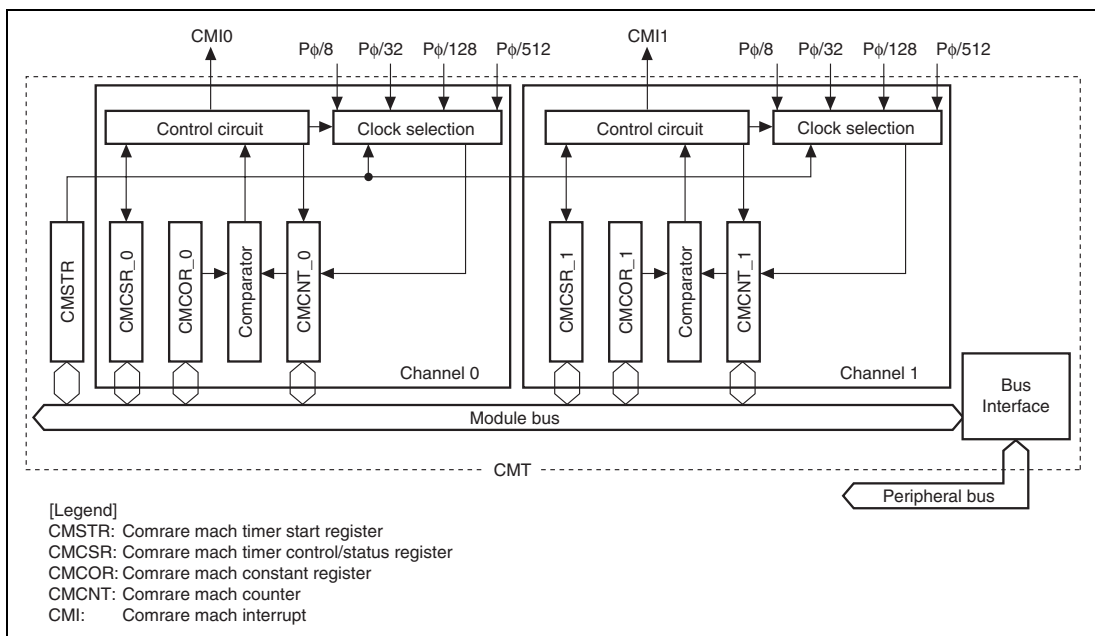 CMI0 Pϕ/8 Pϕ/32 Pϕ/128 Pϕ/512 CMI1 Pϕ/8 Pϕ/32 Pϕ/128 Pϕ/512
Control circuit Clock selection Control circuit Clock selection
CMSTR
CMCSR_0
CMCOR_0
Comparator
CMCNT_0
CMCSR_1
CMCOR_1
Comparator
CMCNT_1
Channel 0 Channel 1
Bus
Interface
Module bus
CMT
Peripheral bus
[Legend]
CMSTR: Comrare mach timer start register
CMCSR: Comrare mach timer control/status register
CMCOR: Comrare mach constant register
CMCNT: Comrare mach counter
CMI: Comrare mach interrupt